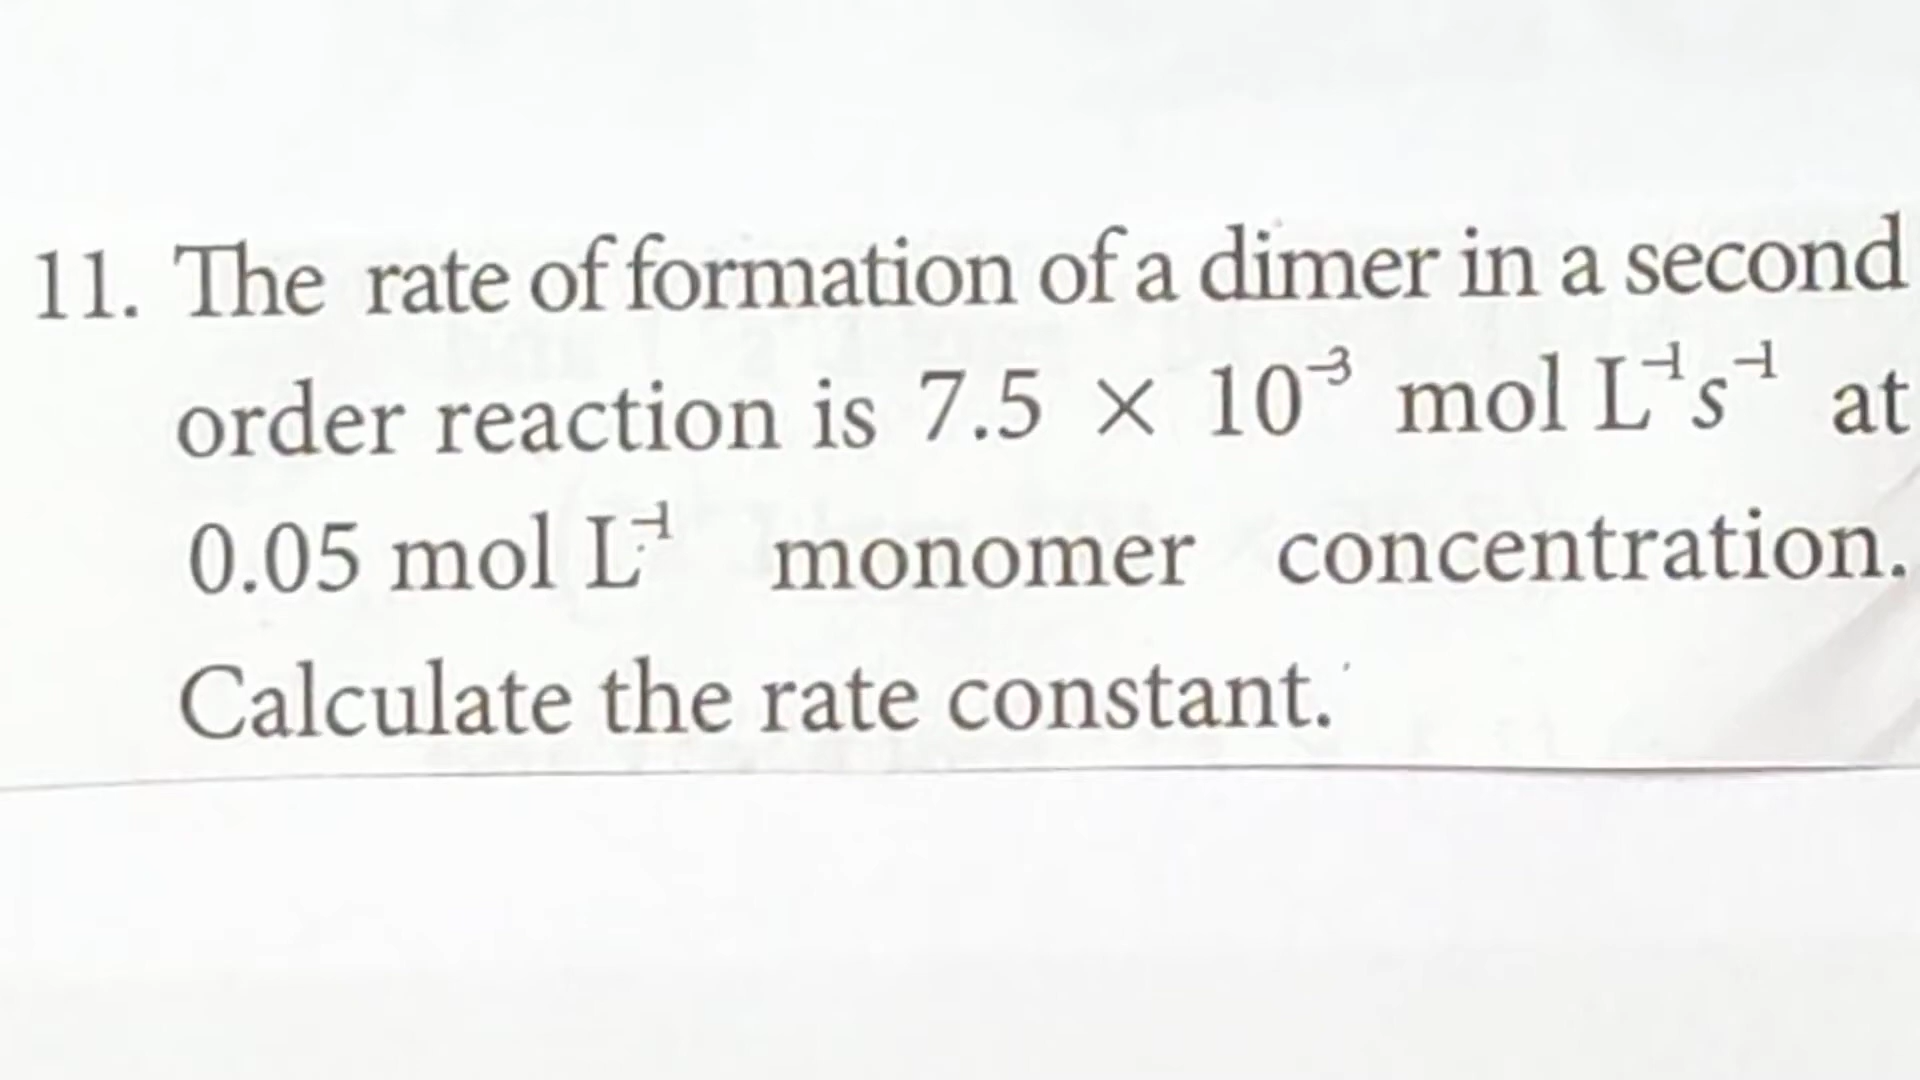 11. The rate of formation of a dimer in a second
order reaction is 7.5 × 10⁻³ mol L⁻¹s⁻¹ at
0.05 mol L⁻¹ monomer concentration.
Calculate the rate constant.